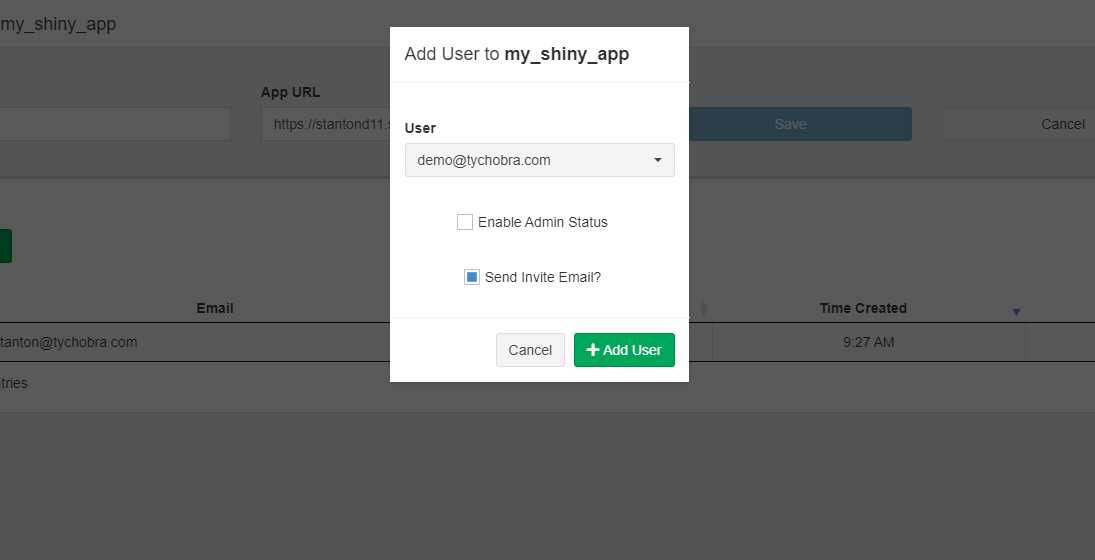 my_shiny_app
Add User to my_shiny_app
App URL
https://stantond11.s
Save
Cancel
User
demo@tychobra.com
Enable Admin Status
Send Invite Email?
Email
Time Created
tanton@tychobra.com
9:27 AM
Cancel
Add User
tries